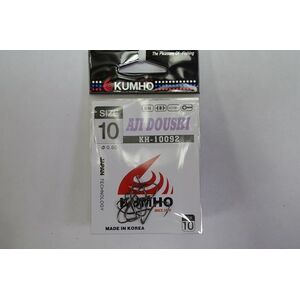 The Pleasure of Fishing
KUMHO
SIZE
10
AJI DOUSKI
KH-10092
JAPAN TECHNOLOGY
KUMHO
MADE IN KOREA
10